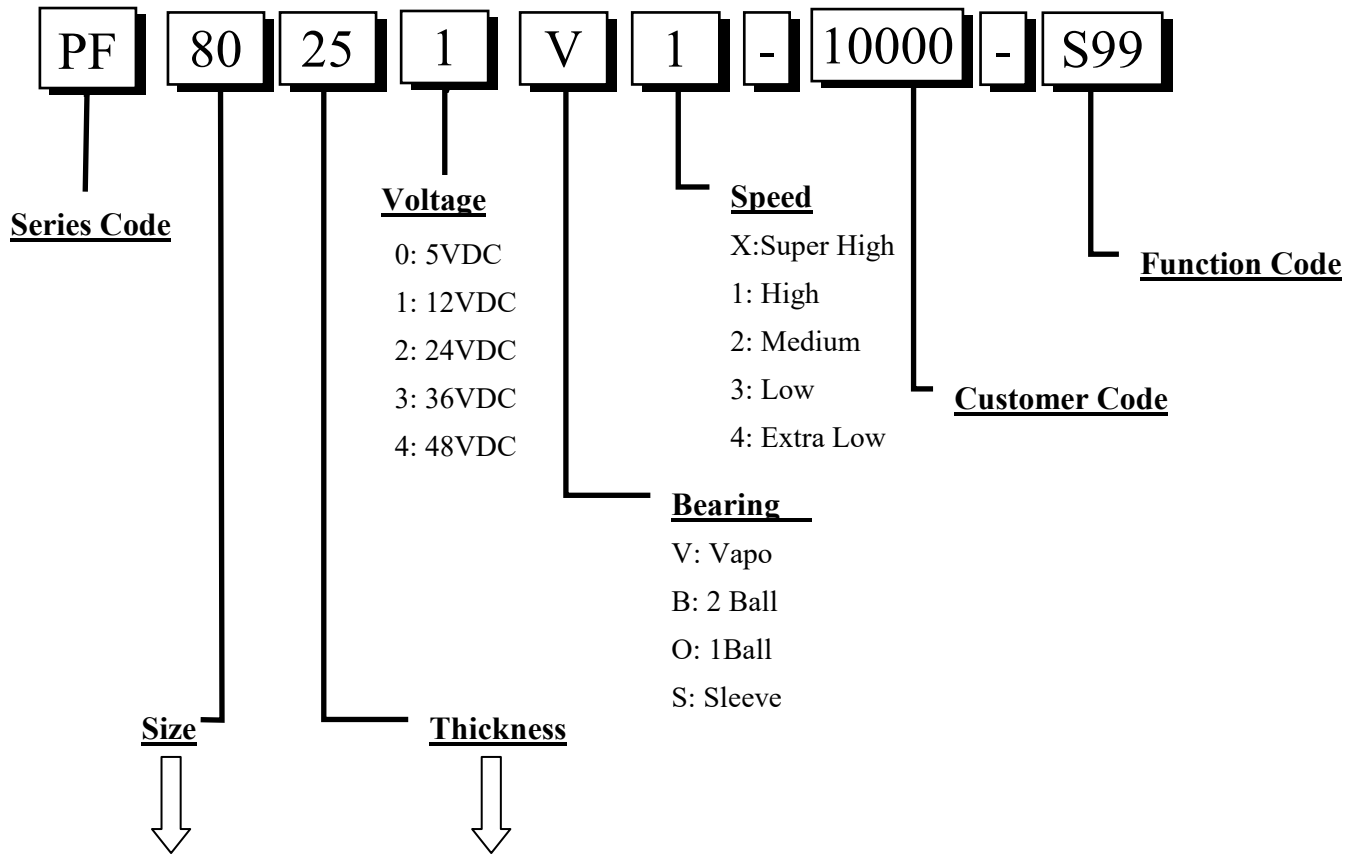 PF 80 25 1 V 1 - 10000 - S99
Series Code
Voltage
0: 5VDC
1: 12VDC
2: 24VDC
3: 36VDC
4: 48VDC
Speed
X:Super High
1: High
2: Medium
3: Low
4: Extra Low
Function Code
Customer Code
Bearing
V: Vapo
B: 2 Ball
O: 1Ball
S: Sleeve
Size
Thickness